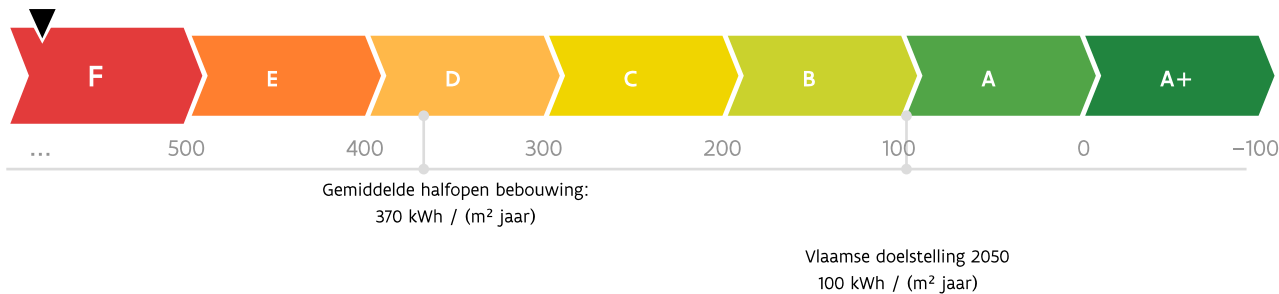 F E D C B A A+
... 500 400 300 200 100 0 −100
Gemiddelde halfopen bebouwing:
370 kWh / (m² jaar)
Vlaamse doelstelling 2050
100 kWh / (m² jaar)